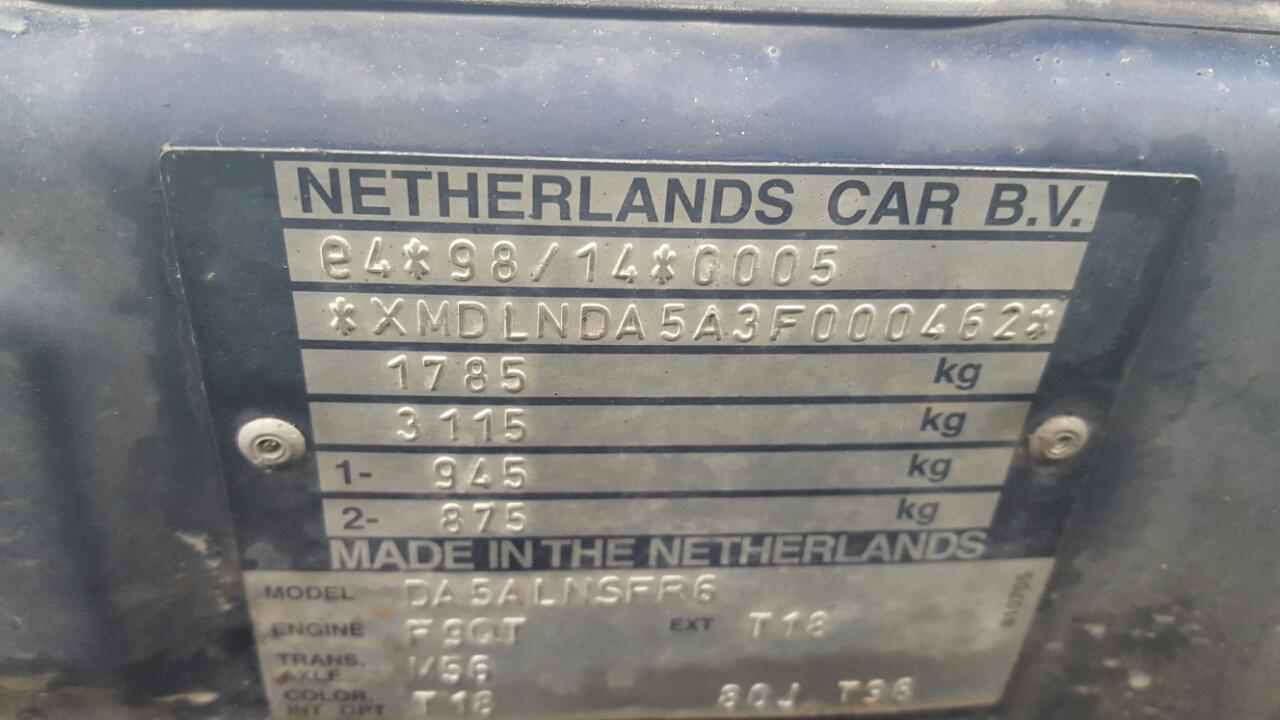 NETHERLANDS CAR B.V.
e4*98/14*0005
*XMDLNDA5A3F000462*
1785 kg
3115 kg
1- 945 kg
2- 875 kg
MADE IN THE NETHERLANDS
MODEL DA5ALNSFR6
ENGINE F9QT EXT T18
TRANS. AXLE M56
COLOR. INT OPT T18 80J T36